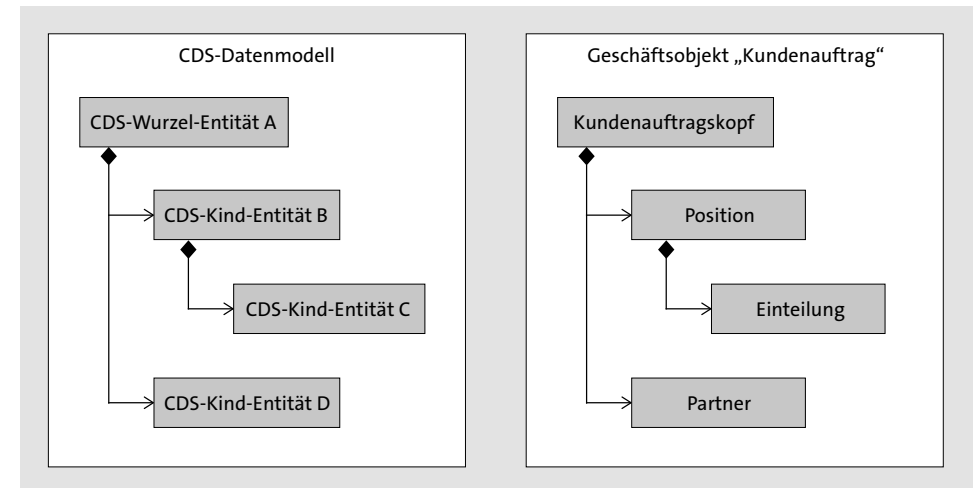 CDS-Datenmodell
CDS-Wurzel-Entität A
CDS-Kind-Entität B
CDS-Kind-Entität C
CDS-Kind-Entität D
Geschäftsobjekt „Kundenauftrag“
Kundenauftragskopf
Position
Einteilung
Partner